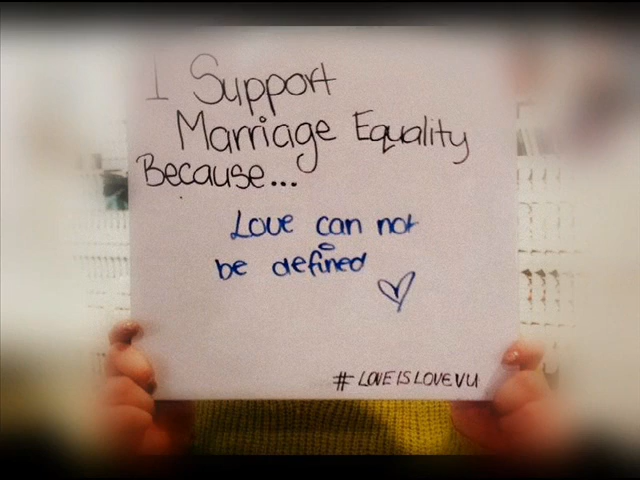 I Support
Marriage Equality
Because...
Love can not
be defined
#LOVEISLOVEVU